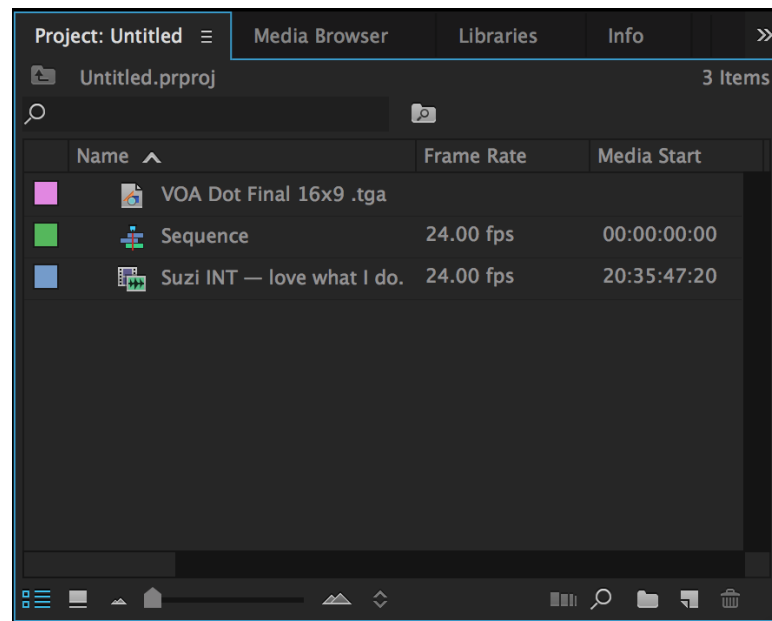 Project: Untitled Media Browser Libraries Info
Untitled.prproj 3 Items
Name Frame Rate Media Start
VOA Dot Final 16x9 .tga
Sequence 24.00 fps 00:00:00:00
Suzi INT — love what I do. 24.00 fps 20:35:47:20